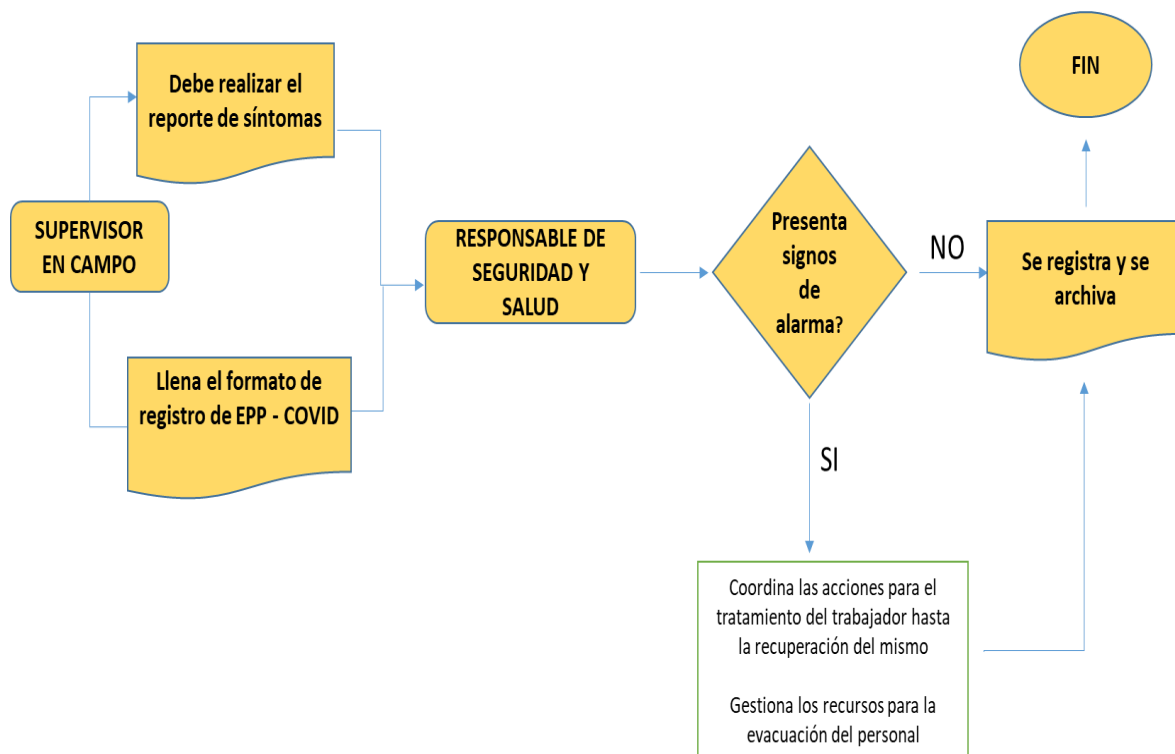 Debe realizar el
reporte de síntomas
FIN
SUPERVISOR
EN CAMPO
RESPONSABLE DE
SEGURIDAD Y
SALUD
Presenta
signos
de
alarma?
NO
Se registra y se
archiva
Llena el formato de
registro de EPP - COVID
SI
Coordina las acciones para el
tratamiento del trabajador hasta
la recuperación del mismo
Gestiona los recursos para la
evacuación del personal